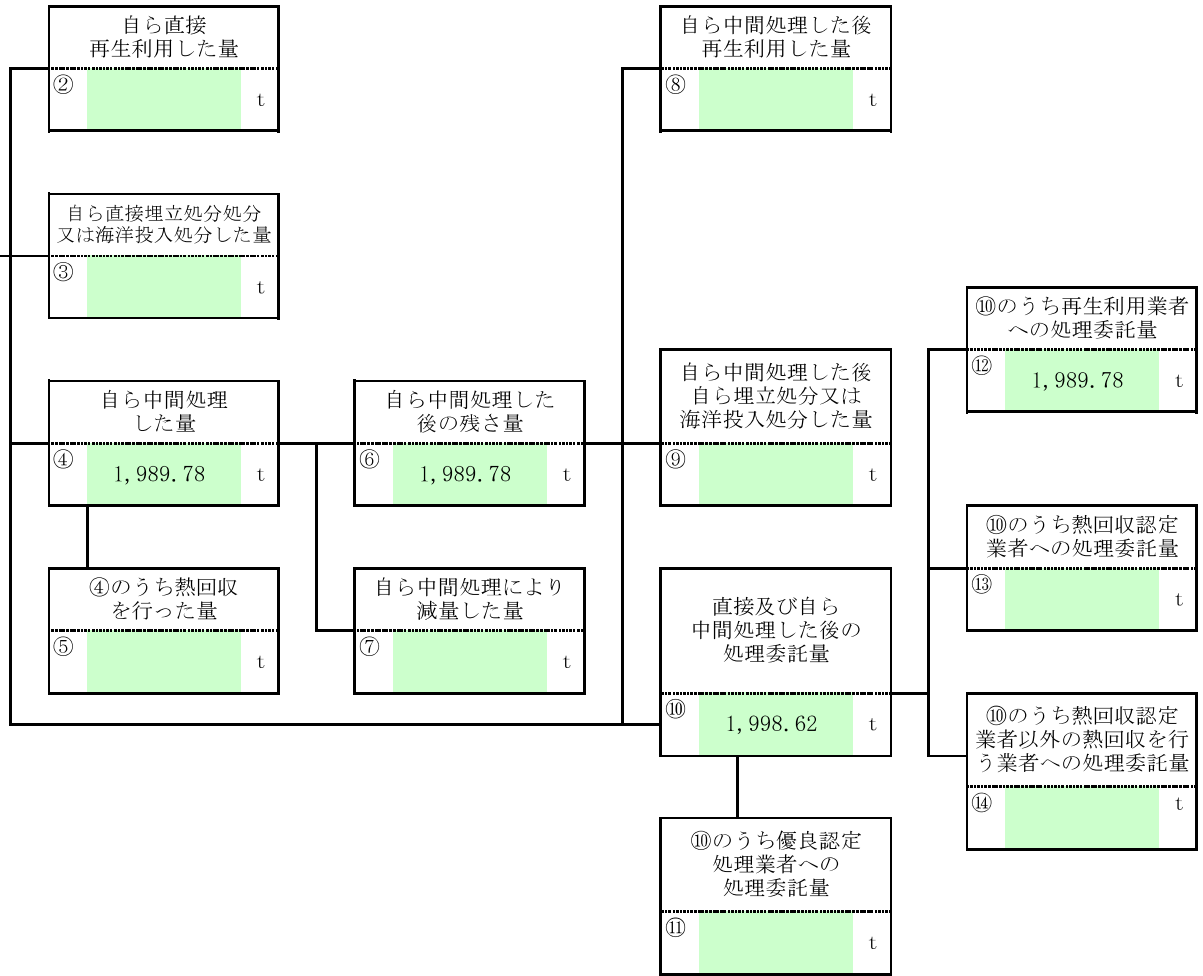 自ら直接
再生利用した量
②
t
自ら中間処理した後
再生利用した量
⑧
t
自ら直接埋立処分処分
又は海洋投入処分した量
③
t
⑩のうち再生利用業者
への処理委託量
⑫
1,989.78 t
自ら中間処理
した量
④
1,989.78 t
自ら中間処理した
後の残さ量
⑥
1,989.78 t
自ら中間処理した後
自ら埋立処分又は
海洋投入処分した量
⑨
t
⑩のうち熱回収認定
業者への処理委託量
⑬
t
④のうち熱回収
を行った量
⑤
t
自ら中間処理により
減量した量
⑦
t
直接及び自ら
中間処理した後の
処理委託量
⑩
1,998.62 t
⑩のうち熱回収認定
業者以外の熱回収を行
う業者への処理委託量
⑭
t
⑩のうち優良認定
処理業者への
処理委託量
⑪
t